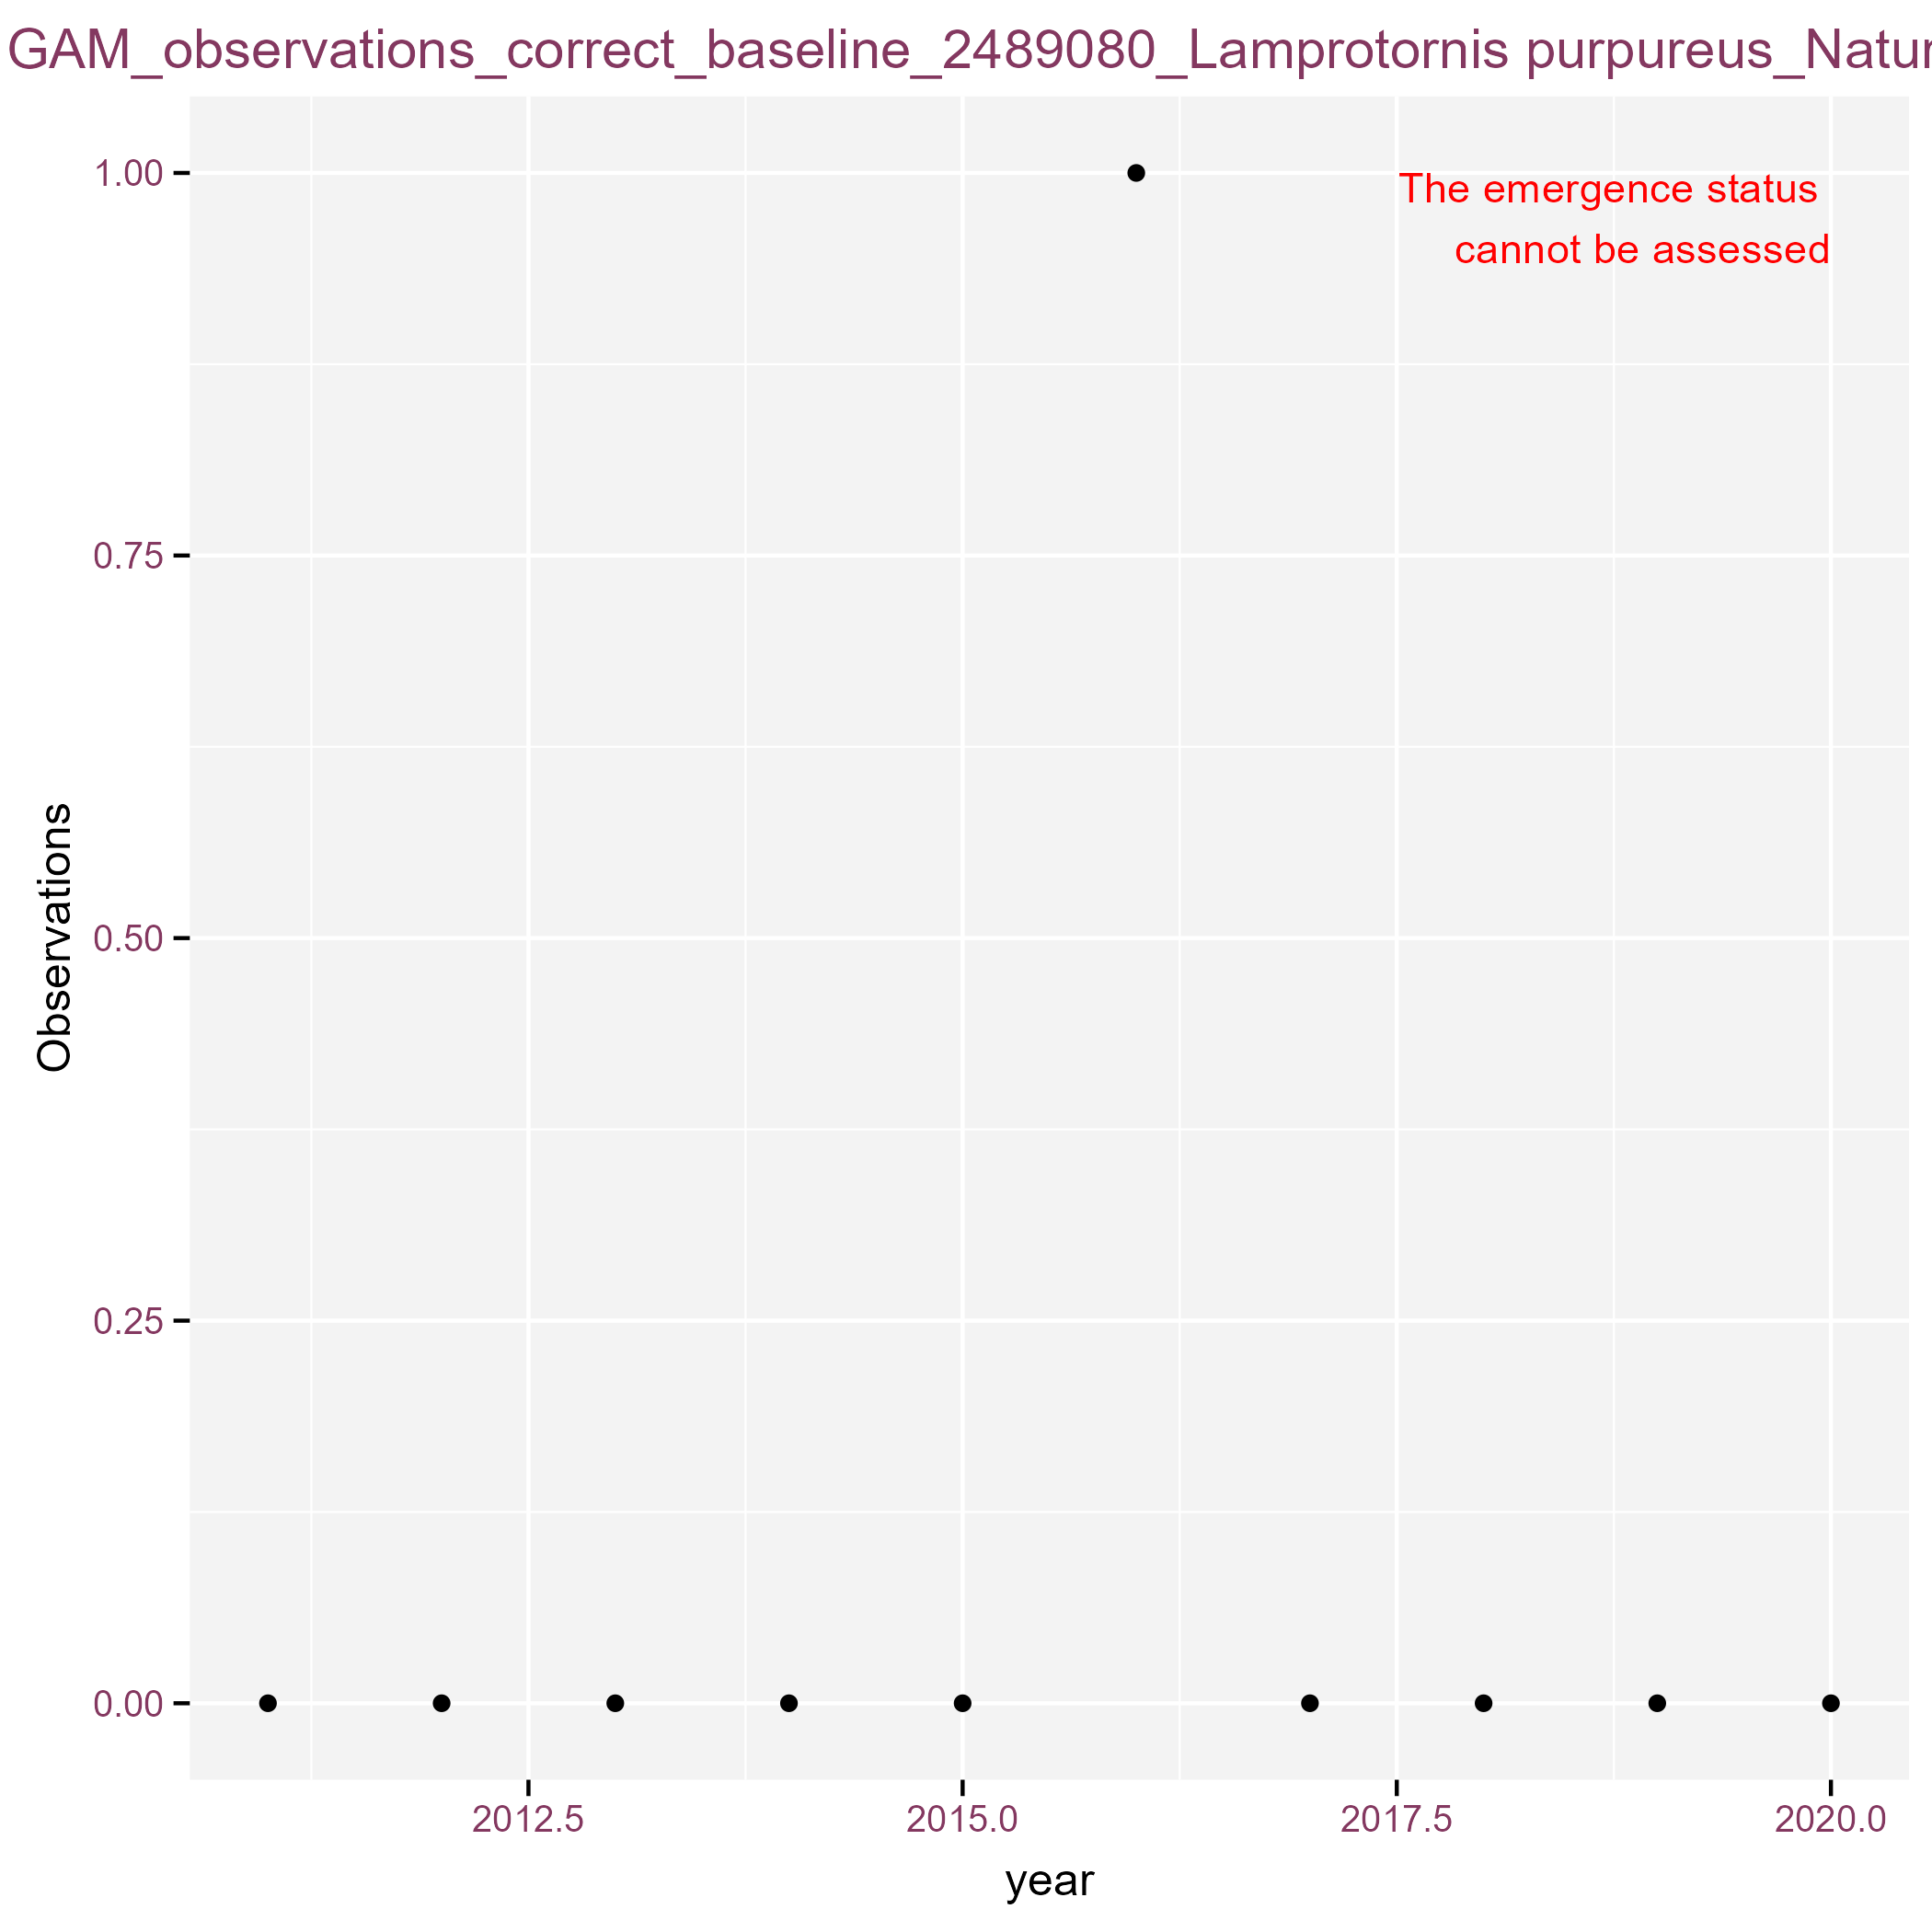 GAM_observations_correct_baseline_2489080_Lamprotornis purpureus_Natur
The emergence status
cannot be assessed
1.00
0.75
0.50
0.25
0.00
Observations
2012.5 2015.0 2017.5 2020.0
year